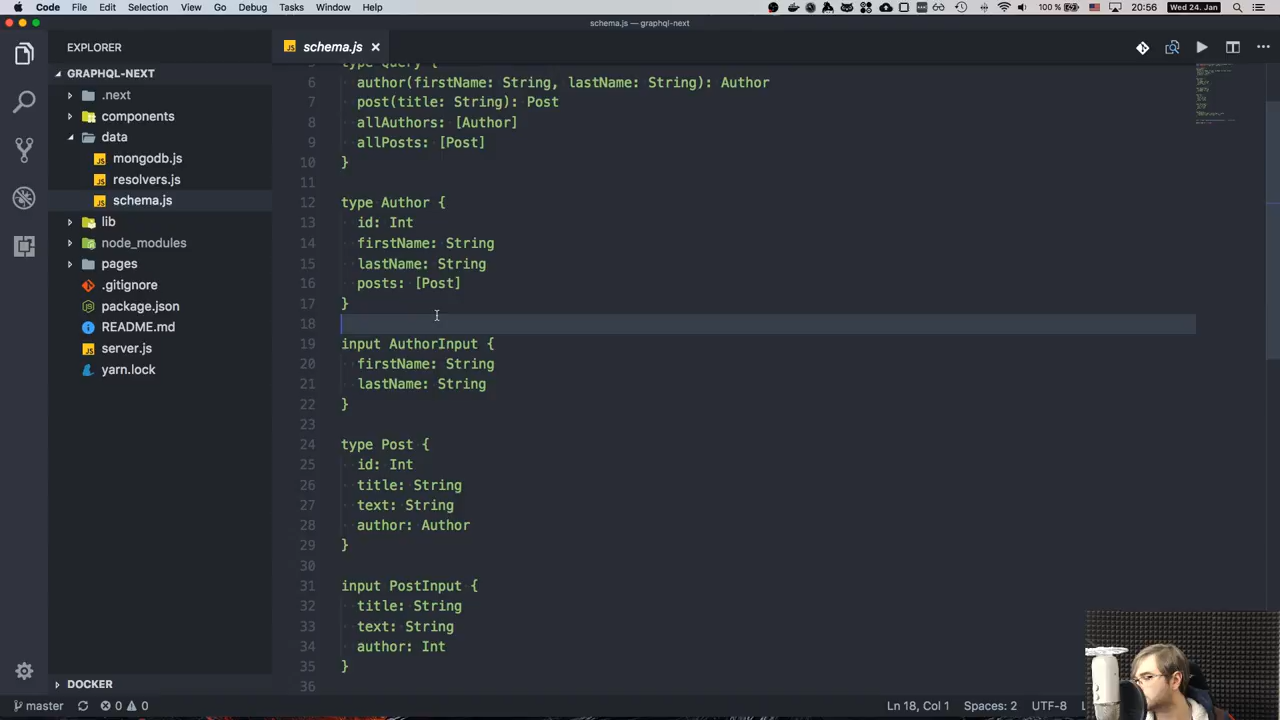 Code File Edit Selection View Go Debug Tasks Window Help
100 % 20:56 Wed 24. Jan
schema.js — graphql-next
EXPLORER
schema.js
GRAPHQL-NEXT
.next
components
data
mongodb.js
resolvers.js
schema.js
lib
node_modules
pages
.gitignore
package.json
README.md
server.js
yarn.lock
DOCKER
5 type Query {
6 author(firstName: String, lastName: String): Author
7 post(title: String): Post
8 allAuthors: [Author]
9 allPosts: [Post]
10 }
11
12 type Author {
13 id: Int
14 firstName: String
15 lastName: String
16 posts: [Post]
17 }
18
19 input AuthorInput {
20 firstName: String
21 lastName: String
22 }
23
24 type Post {
25 id: Int
26 title: String
27 text: String
28 author: Author
29 }
30
31 input PostInput {
32 title: String
33 text: String
34 author: Int
35 }
36
master 0 0 Ln 18, Col 1 Spaces: 2 UTF-8